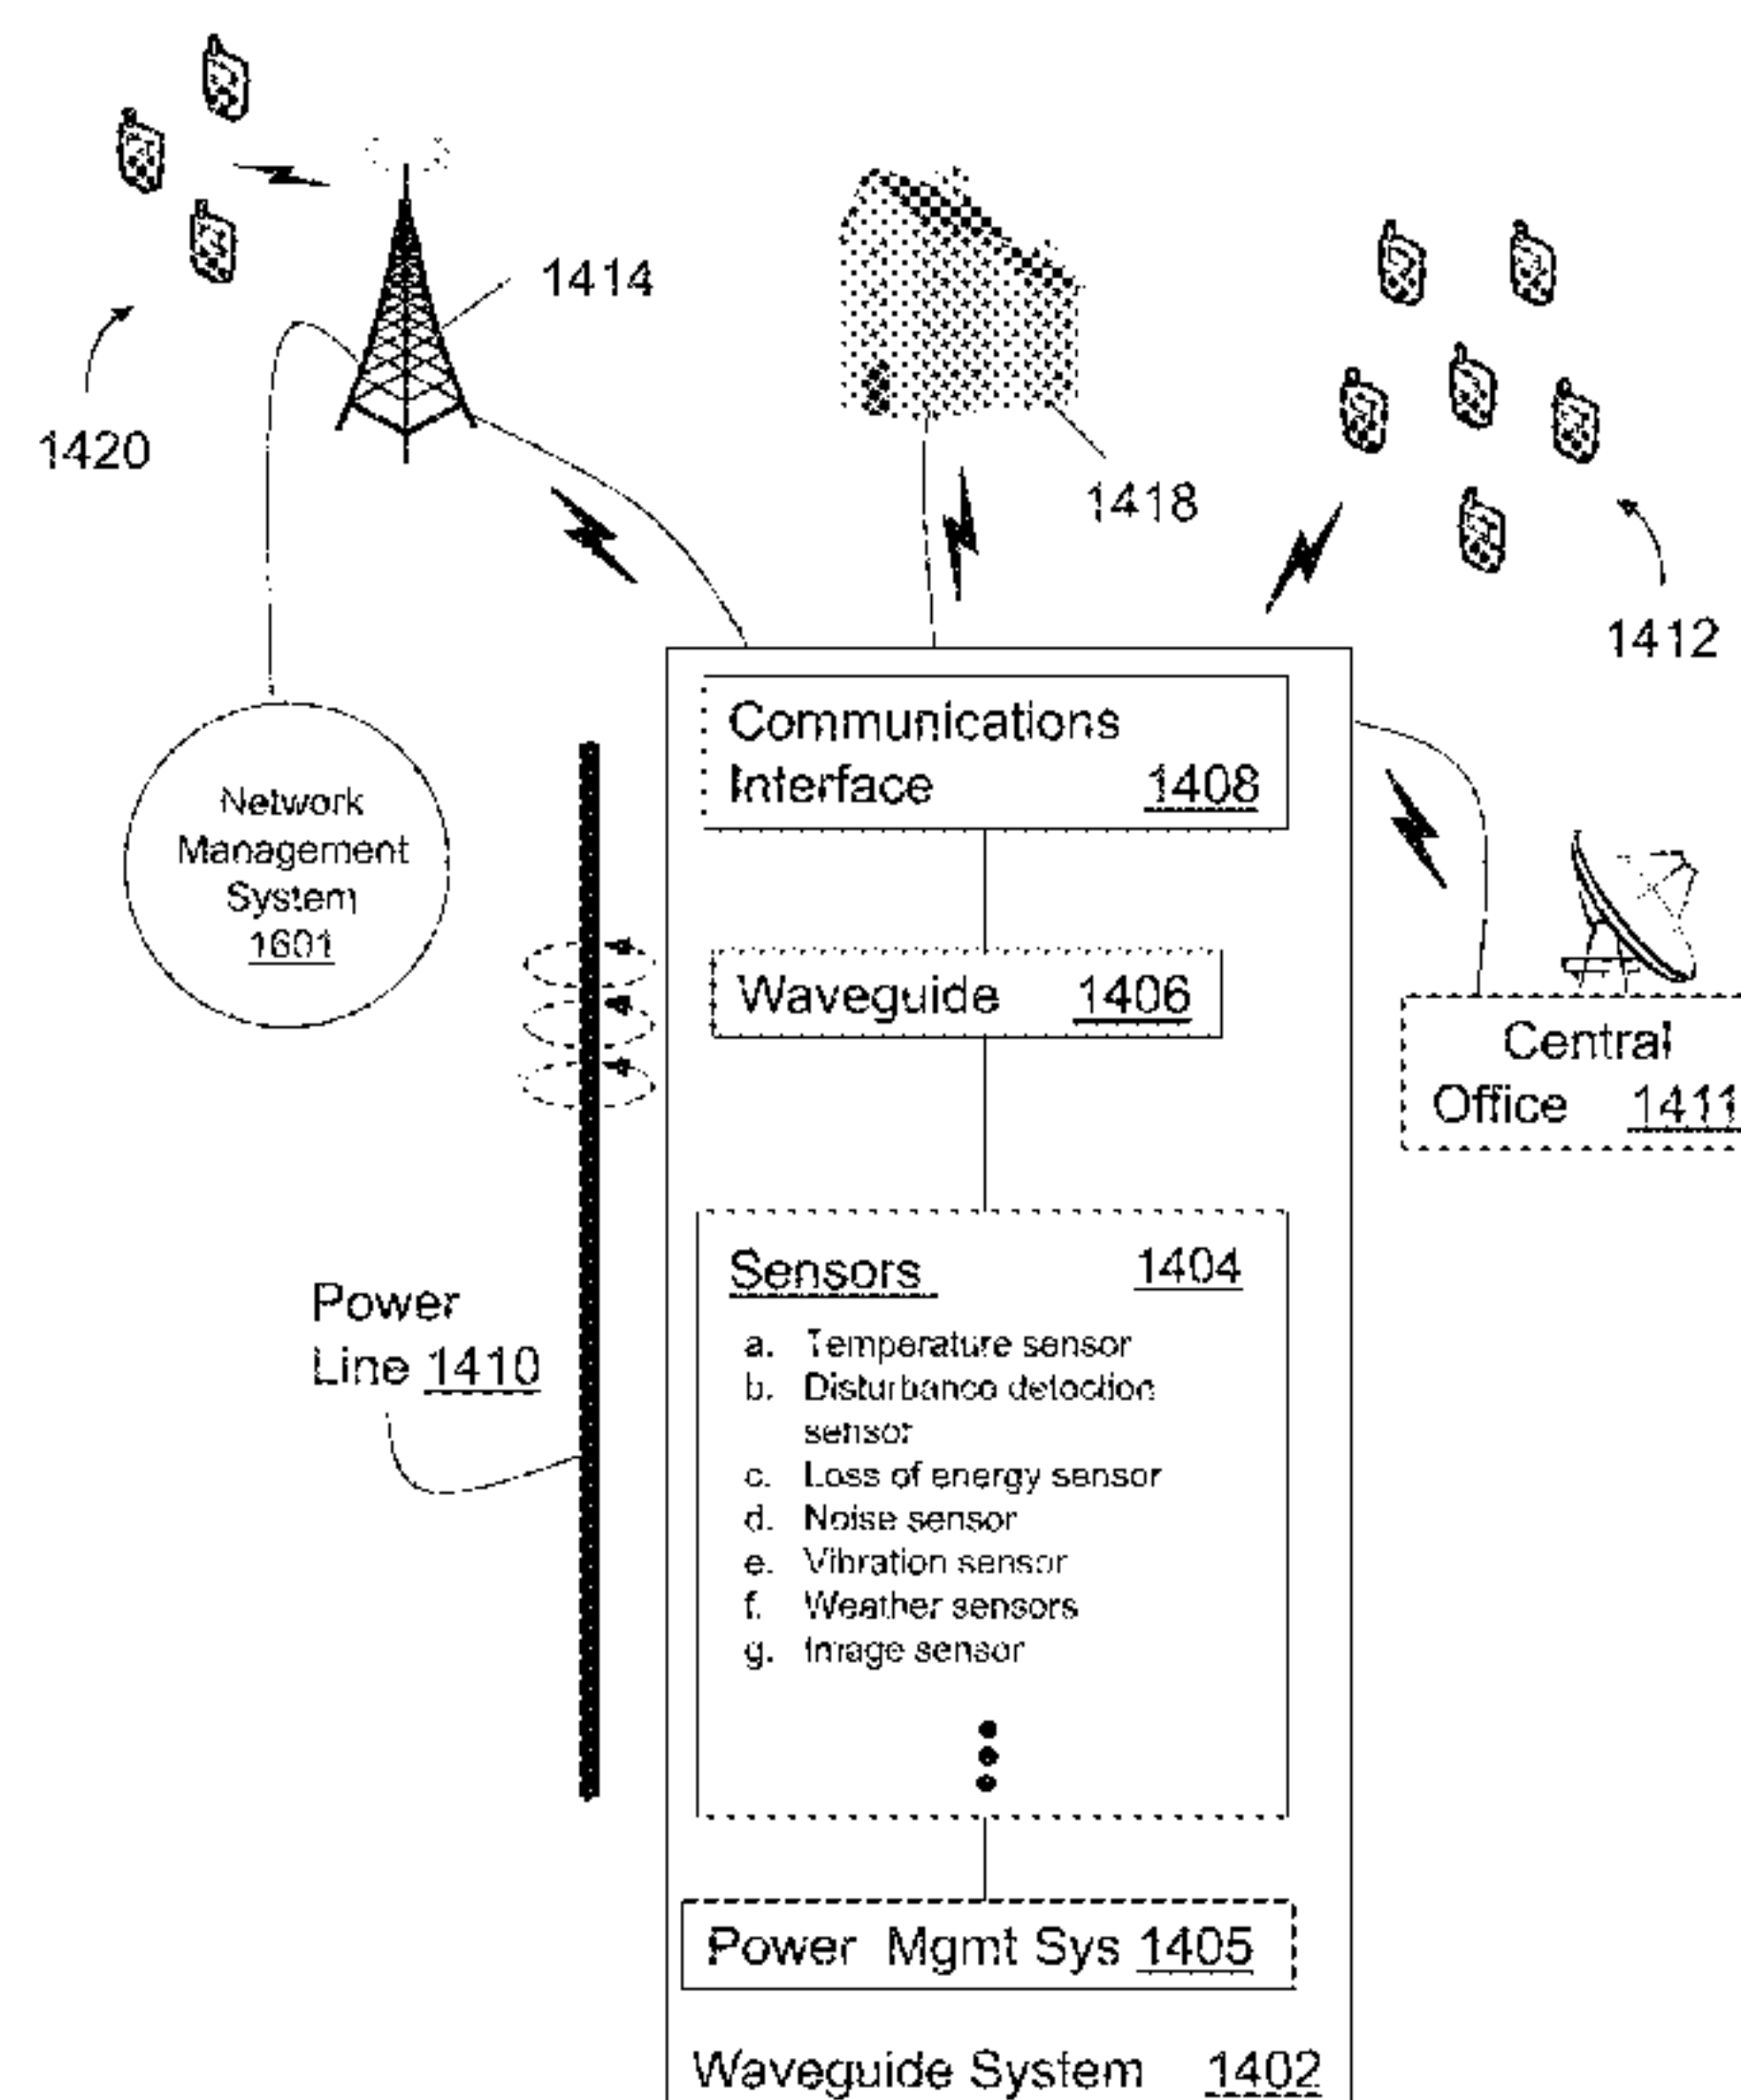 1414
1420
1418
1412
Communications
Interface 1408
Network
Management
System
1601
Waveguide 1406
Central
Office 1411
Sensors 1404
Power
Line 1410
a. Temperature sensor
b. Disturbance detection
sensor
c. Loss of energy sensor
d. Noise sensor
e. Vibration sensor
f. Weather sensors
g. Image sensor
Power Mgmt Sys 1405
Waveguide System 1402